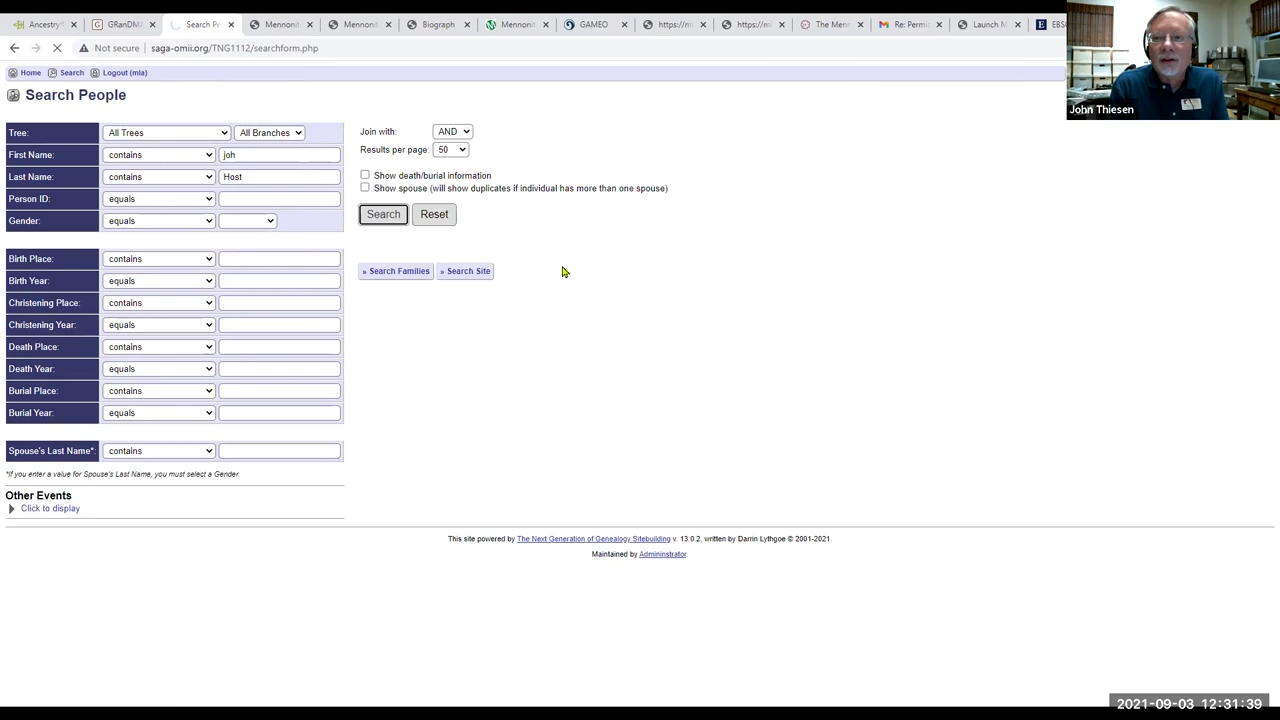 Ancestry GRanDMA Search Pe Mennonit Mennonit Biograph Mennonit GAMEO https://m https://m The Menn Re: Permi Launch M EBS
Not secure saga-omii.org/TNG1112/searchform.php
Home Search Logout (mla)
John Thiesen
Search People
Tree: All Trees All Branches
First Name: contains joh
Last Name: contains Host
Person ID: equals
Gender: equals
Join with: AND
Results per page: 50
Show death/burial information
Show spouse (will show duplicates if individual has more than one spouse)
Search Reset
» Search Families » Search Site
Birth Place: contains
Birth Year: equals
Christening Place: contains
Christening Year: equals
Death Place: contains
Death Year: equals
Burial Place: contains
Burial Year: equals
Spouse's Last Name*: contains
*If you enter a value for Spouse's Last Name, you must select a Gender.
Other Events
Click to display
This site powered by The Next Generation of Genealogy Sitebuilding v. 13.0.2, written by Darrin Lythgoe © 2001-2021.
Maintained by Admininstrator.
2021-09-03 12:31:39